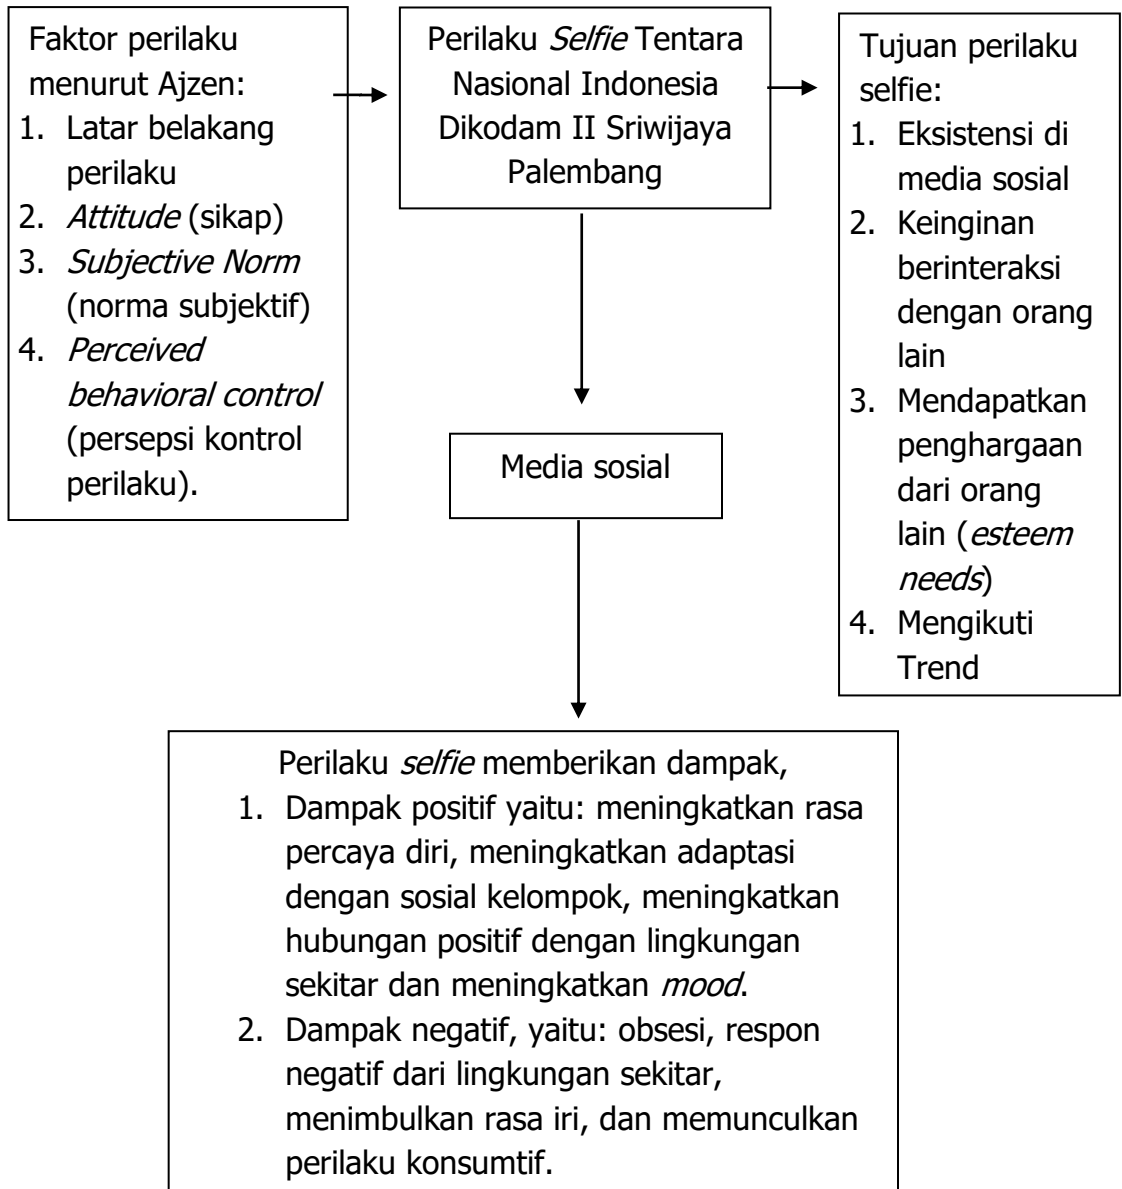 Faktor perilaku
menurut Ajzen:
1. Latar belakang
perilaku
2. Attitude (sikap)
3. Subjective Norm
(norma subjektif)
4. Perceived
behavioral control
(persepsi kontrol
perilaku).
Perilaku Selfie Tentara
Nasional Indonesia
Dikodam II Sriwijaya
Palembang
Tujuan perilaku
selfie:
1. Eksistensi di
media sosial
2. Keinginan
berinteraksi
dengan orang
lain
3. Mendapatkan
penghargaan
dari orang
lain (esteem
needs)
4. Mengikuti
Trend
Media sosial
Perilaku selfie memberikan dampak,
1. Dampak positif yaitu: meningkatkan rasa
percaya diri, meningkatkan adaptasi
dengan sosial kelompok, meningkatkan
hubungan positif dengan lingkungan
sekitar dan meningkatkan mood.
2. Dampak negatif, yaitu: obsesi, respon
negatif dari lingkungan sekitar,
menimbulkan rasa iri, dan memunculkan
perilaku konsumtif.